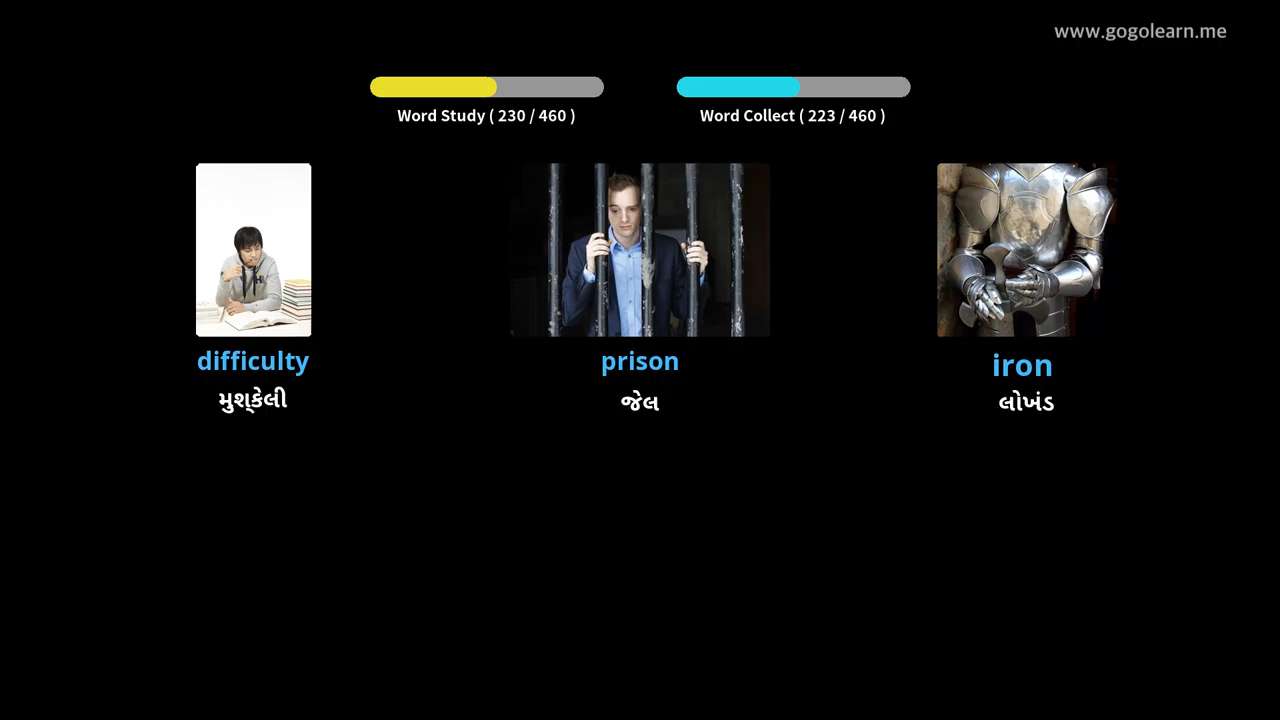 www.gogolearn.me
Word Study ( 230 / 460 )
Word Collect ( 223 / 460 )
difficulty
prison
iron
મુશ્કેલી
જેલ
લોખંડ